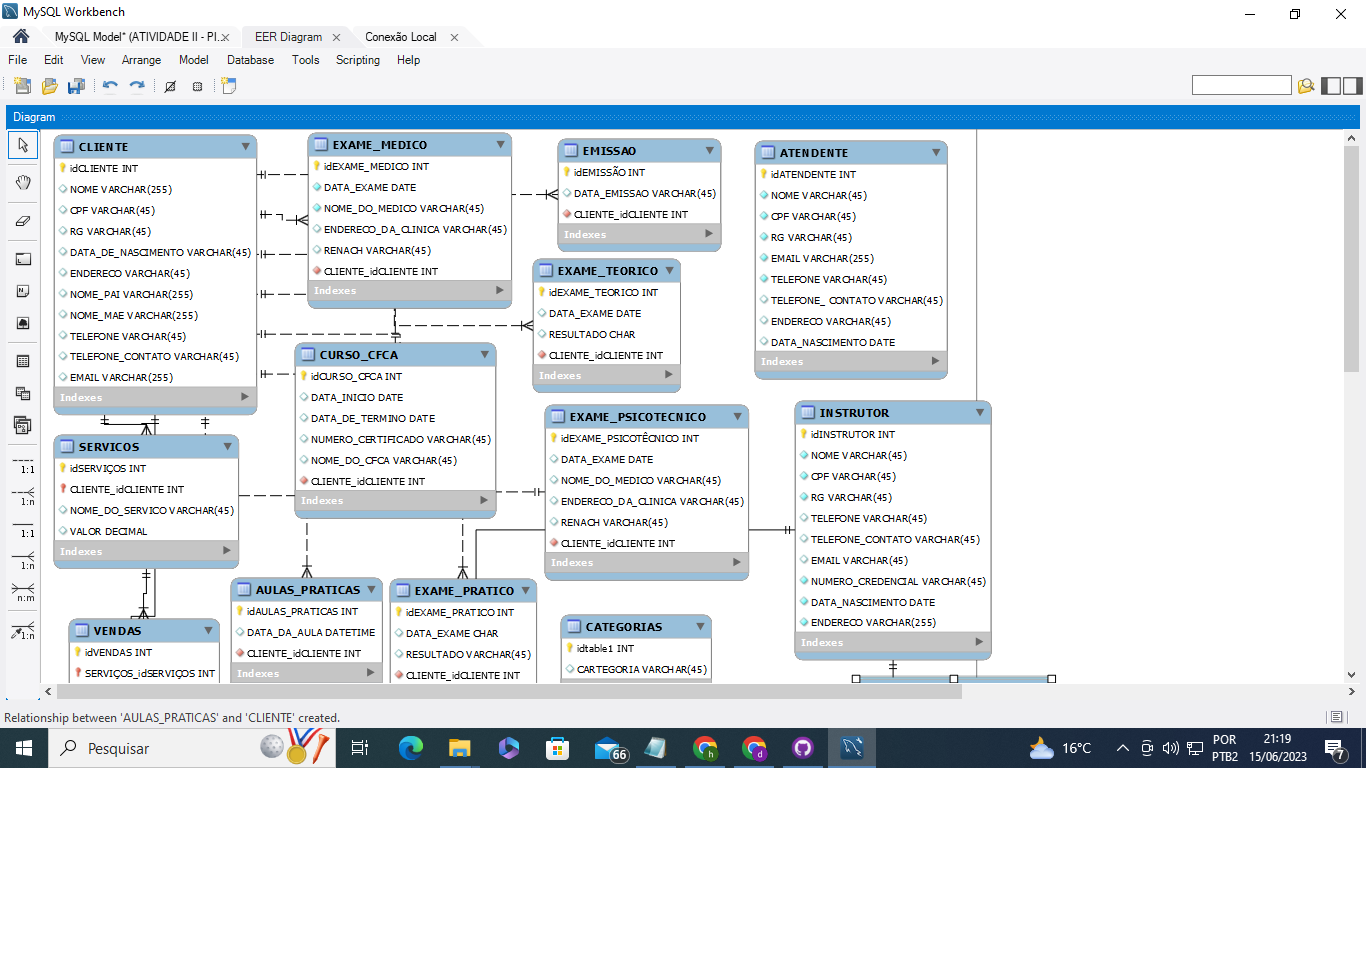 MySQL Workbench
MySQL Model* (ATIVIDADE II - PI...
EER Diagram
Conexão Local
File Edit View Arrange Model Database Tools Scripting Help
Diagram
CLIENTE
idCLIENTE INT
NOME VARCHAR(255)
CPF VARCHAR(45)
RG VARCHAR(45)
DATA_DE_NASCIMENTO VARCHAR(45)
ENDERECO VARCHAR(45)
NOME_PAI VARCHAR(255)
NOME_MAE VARCHAR(255)
TELEFONE VARCHAR(45)
TELEFONE_CONTATO VARCHAR(45)
EMAIL VARCHAR(255)
Indexes
EXAME_MEDICO
idEXAME_MEDICO INT
DATA_EXAME DATE
NOME_DO_MEDICO VARCHAR(45)
ENDERECO_DA_CLINICA VARCHAR(45)
RENACH VARCHAR(45)
CLIENTE_idCLIENTE INT
Indexes
EMISSAO
idEMISSÃO INT
DATA_EMISSAO VARCHAR(45)
CLIENTE_idCLIENTE INT
Indexes
ATENDENTE
idATENDENTE INT
NOME VARCHAR(45)
CPF VARCHAR(45)
RG VARCHAR(45)
EMAIL VARCHAR(255)
TELEFONE VARCHAR(45)
TELEFONE_ CONTATO VARCHAR(45)
ENDERECO VARCHAR(45)
DATA_NASCIMENTO DATE
Indexes
EXAME_TEORICO
idEXAME_TEORICO INT
DATA_EXAME DATE
RESULTADO CHAR
CLIENTE_idCLIENTE INT
Indexes
CURSO_CFCA
idCURSO_CFCA INT
DATA_INICIO DATE
DATA_DE_TERMINO DATE
NUMERO_CERTIFICADO VARCHAR(45)
NOME_DO_CFCA VARCHAR(45)
CLIENTE_idCLIENTE INT
Indexes
EXAME_PSICOTECNICO
idEXAME_PSICOTÊCNICO INT
DATA_EXAME DATE
NOME_DO_MEDICO VARCHAR(45)
ENDERECO_DA_CLINICA VARCHAR(45)
RENACH VARCHAR(45)
CLIENTE_idCLIENTE INT
Indexes
INSTRUTOR
idINSTRUTOR INT
NOME VARCHAR(45)
CPF VARCHAR(45)
RG VARCHAR(45)
TELEFONE VARCHAR(45)
TELEFONE_CONTATO VARCHAR(45)
EMAIL VARCHAR(45)
NUMERO_CREDENCIAL VARCHAR(45)
DATA_NASCIMENTO DATE
ENDERECO VARCHAR(255)
Indexes
SERVICOS
idSERVIÇOS INT
CLIENTE_idCLIENTE INT
NOME_DO_SERVICO VARCHAR(45)
VALOR DECIMAL
Indexes
VENDAS
idVENDAS INT
SERVIÇOS_idSERVIÇOS INT
AULAS_PRATICAS
idAULAS_PRATICAS INT
DATA_DA_AULA DATETIME
CLIENTE_idCLIENTE INT
Indexes
EXAME_PRATICO
idEXAME_PRATICO INT
DATA_EXAME CHAR
RESULTADO VARCHAR(45)
CLIENTE_idCLIENTE INT
CATEGORIAS
idtable1 INT
CARTEGORIA VARCHAR(45)
1:1
1:n
1:1
1:n
n:m
1:n
Relationship between 'AULAS_PRATICAS' and 'CLIENTE' created.
Pesquisar
66
h
d
16°C
POR
PTB2
21:19
15/06/2023
7